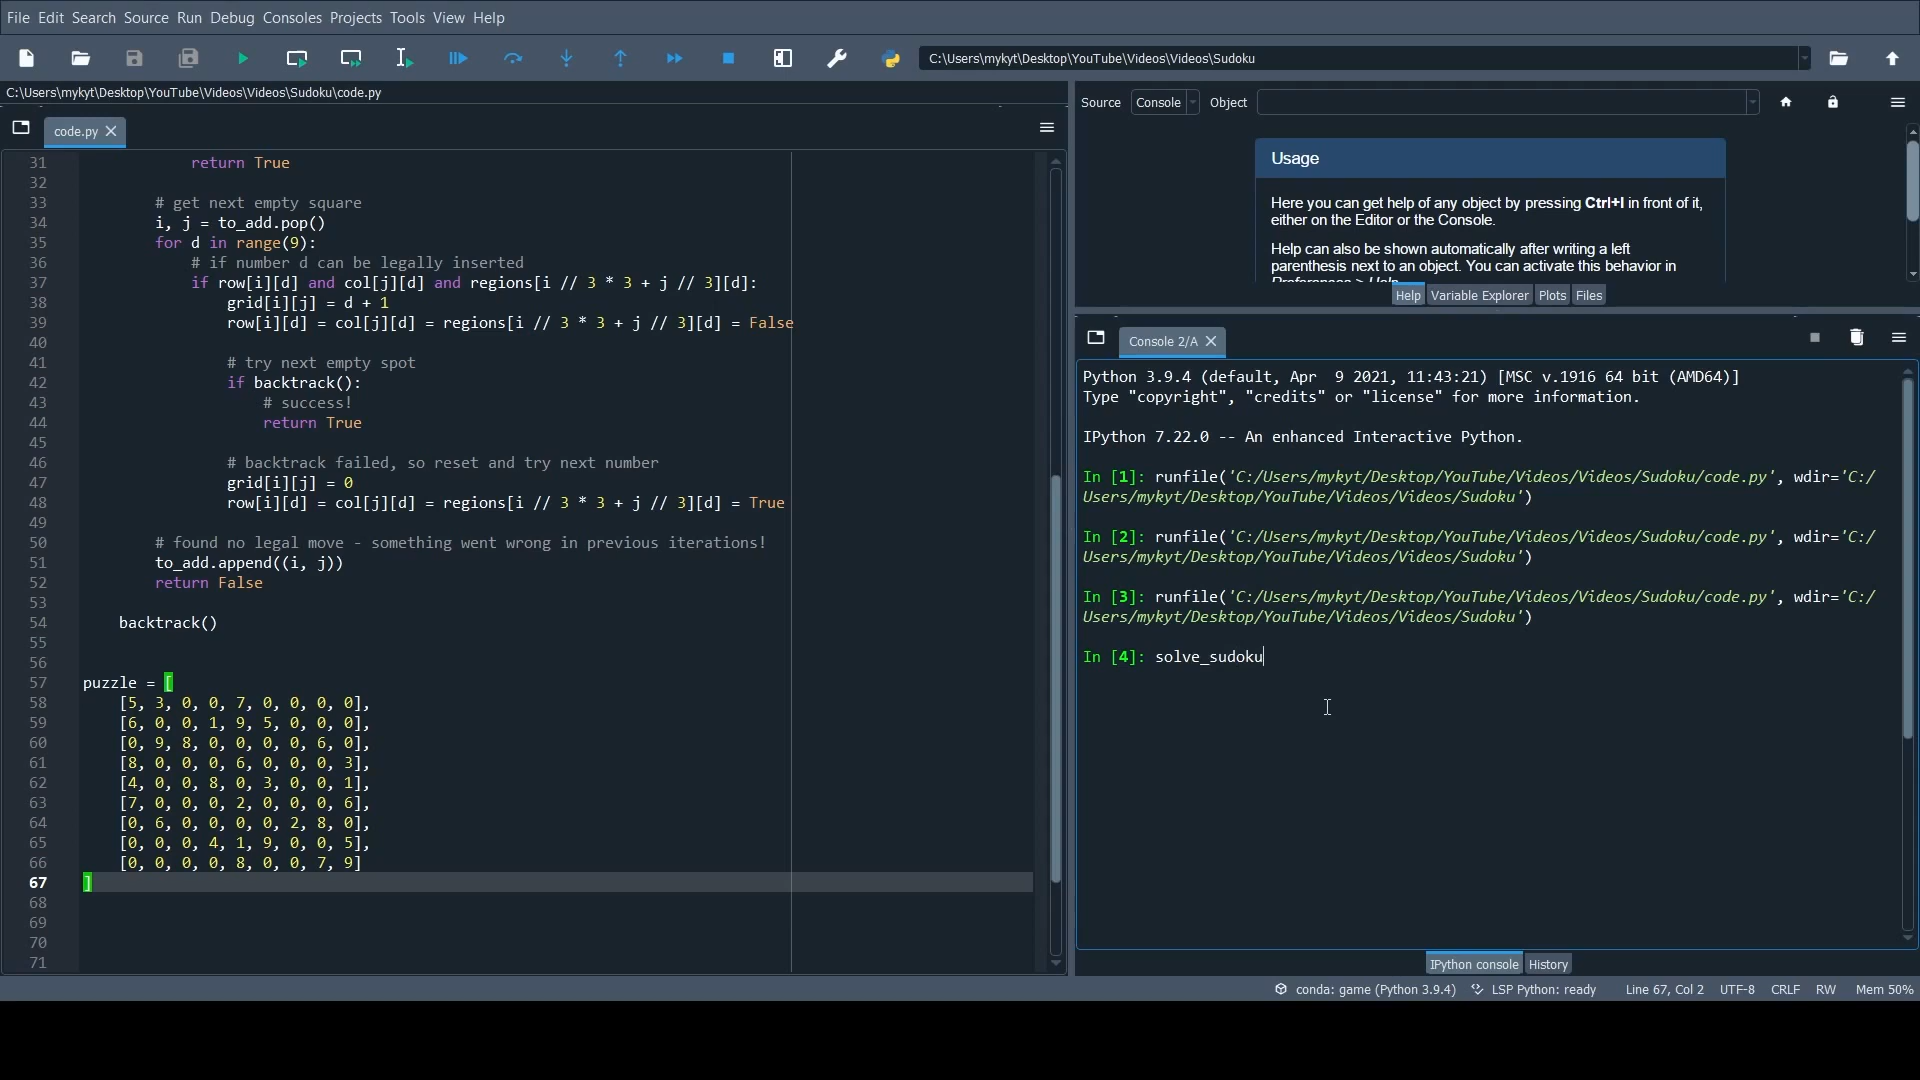 File Edit Search Source Run Debug Consoles Projects Tools View Help
C:\Users\mykyt\Desktop\YouTube\Videos\Videos\Sudoku
C:\Users\mykyt\Desktop\YouTube\Videos\Videos\Sudoku\code.py
code.py
31 return True
32
33 # get next empty square
34 i, j = to_add.pop()
35 for d in range(9):
36 # if number d can be legally inserted
37 if row[i][d] and col[j][d] and regions[i // 3 * 3 + j // 3][d]:
38 grid[i][j] = d + 1
39 row[i][d] = col[j][d] = regions[i // 3 * 3 + j // 3][d] = False
40
41 # try next empty spot
42 if backtrack():
43 # success!
44 return True
45
46 # backtrack failed, so reset and try next number
47 grid[i][j] = 0
48 row[i][d] = col[j][d] = regions[i // 3 * 3 + j // 3][d] = True
49
50 # found no legal move - something went wrong in previous iterations!
51 to_add.append((i, j))
52 return False
53
54 backtrack()
55
56
57 puzzle = [
58 [5, 3, 0, 0, 7, 0, 0, 0, 0],
59 [6, 0, 0, 1, 9, 5, 0, 0, 0],
60 [0, 9, 8, 0, 0, 0, 0, 6, 0],
61 [8, 0, 0, 0, 6, 0, 0, 0, 3],
62 [4, 0, 0, 8, 0, 3, 0, 0, 1],
63 [7, 0, 0, 0, 2, 0, 0, 0, 6],
64 [0, 6, 0, 0, 0, 0, 2, 8, 0],
65 [0, 0, 0, 4, 1, 9, 0, 0, 5],
66 [0, 0, 0, 0, 8, 0, 0, 7, 9]
67 ]
68
69
70
71
Source Console Object
Usage
Here you can get help of any object by pressing Ctrl+I in front of it,
either on the Editor or the Console.
Help can also be shown automatically after writing a left
parenthesis next to an object. You can activate this behavior in
Preferences > Help
Help Variable Explorer Plots Files
Console 2/A
Python 3.9.4 (default, Apr  9 2021, 11:43:21) [MSC v.1916 64 bit (AMD64)]
Type "copyright", "credits" or "license" for more information.
IPython 7.22.0 -- An enhanced Interactive Python.
In [1]: runfile('C:/Users/mykyt/Desktop/YouTube/Videos/Videos/Sudoku/code.py', wdir='C:/
Users/mykyt/Desktop/YouTube/Videos/Videos/Sudoku')
In [2]: runfile('C:/Users/mykyt/Desktop/YouTube/Videos/Videos/Sudoku/code.py', wdir='C:/
Users/mykyt/Desktop/YouTube/Videos/Videos/Sudoku')
In [3]: runfile('C:/Users/mykyt/Desktop/YouTube/Videos/Videos/Sudoku/code.py', wdir='C:/
Users/mykyt/Desktop/YouTube/Videos/Videos/Sudoku')
In [4]: solve_sudoku
IPython console History
conda: game (Python 3.9.4) LSP Python: ready Line 67, Col 2 UTF-8 CRLF RW Mem 50%